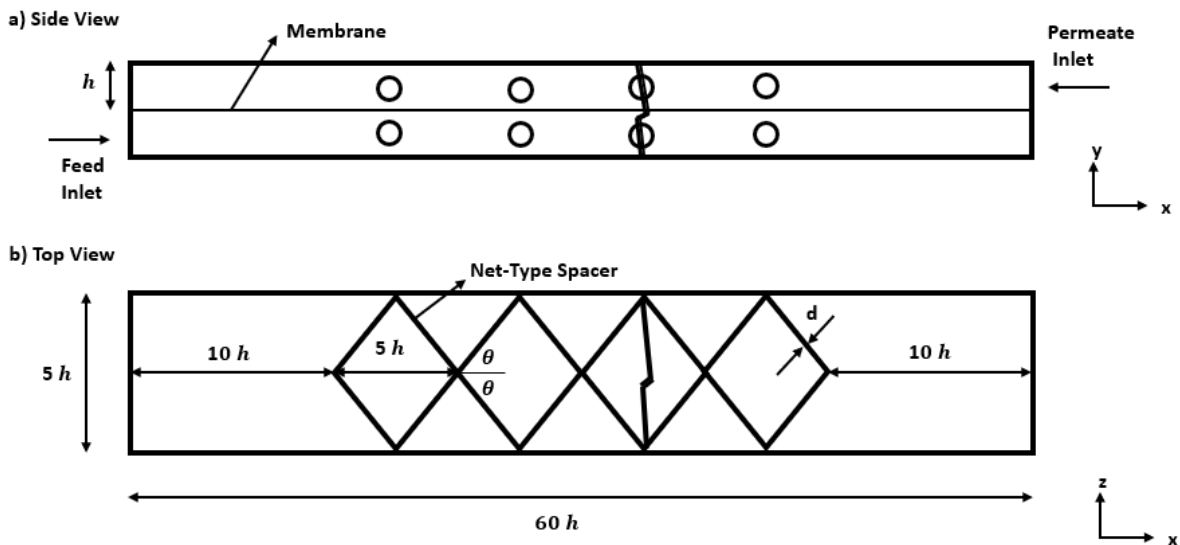 a) Side View
Membrane
Permeate
Inlet
h
Feed
Inlet
y
x
b) Top View
Net-Type Spacer
d
10 h
5 h
θ
θ
10 h
5 h
60 h
z
x